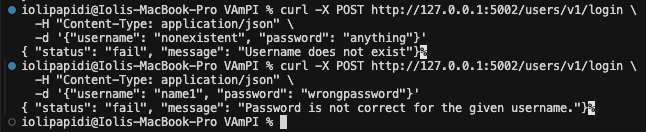 iolipapidi@Iolis-MacBook-Pro VAmPI % curl -X POST http://127.0.0.1:5002/users/v1/login \
-H "Content-Type: application/json" \
-d '{"username": "nonexistent", "password": "anything"}'
{ "status": "fail", "message": "Username does not exist"}%
iolipapidi@Iolis-MacBook-Pro VAmPI % curl -X POST http://127.0.0.1:5002/users/v1/login \
-H "Content-Type: application/json" \
-d '{"username": "name1", "password": "wrongpassword"}'
{ "status": "fail", "message": "Password is not correct for the given username."}%
iolipapidi@Iolis-MacBook-Pro VAmPI %